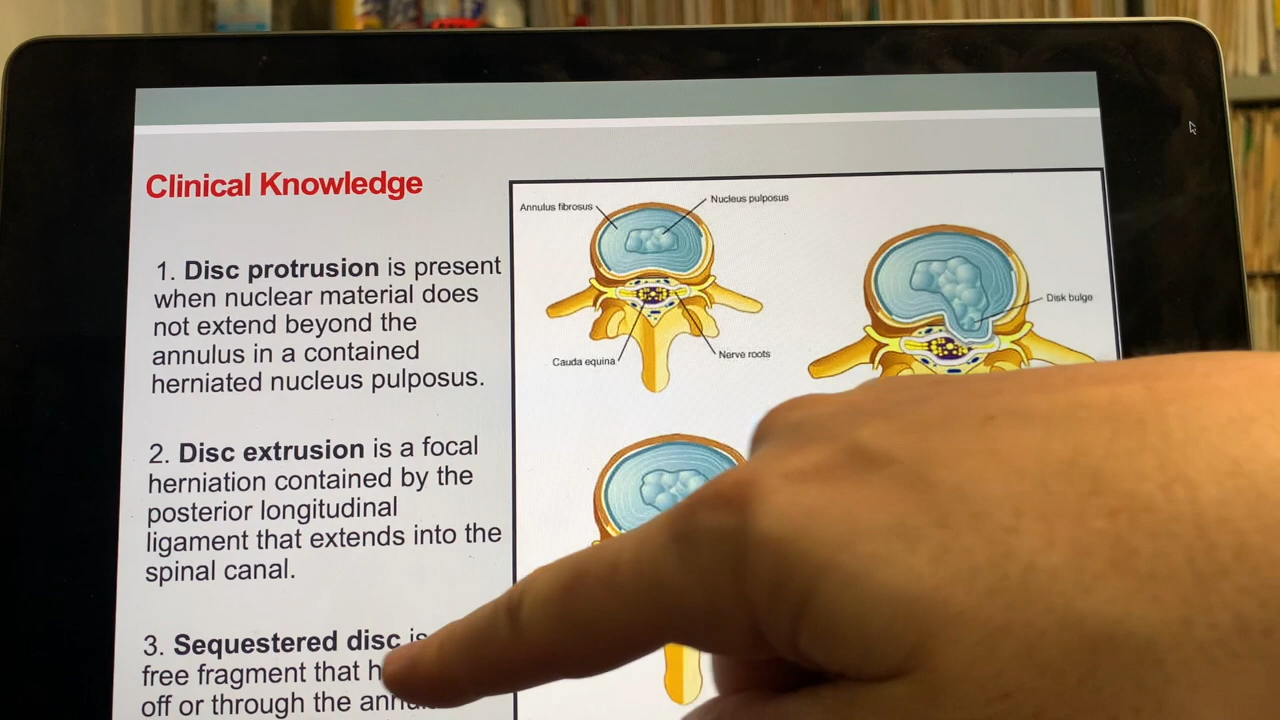 Clinical Knowledge
1. Disc protrusion is present
when nuclear material does
not extend beyond the
annulus in a contained
herniated nucleus pulposus.
2. Disc extrusion is a focal
herniation contained by the
posterior longitudinal
ligament that extends into the
spinal canal.
3. Sequestered disc is
free fragment that
off or through the
Annulus fibrosus
Nucleus pulposus
Cauda equina
Nerve roots
Disk bulge